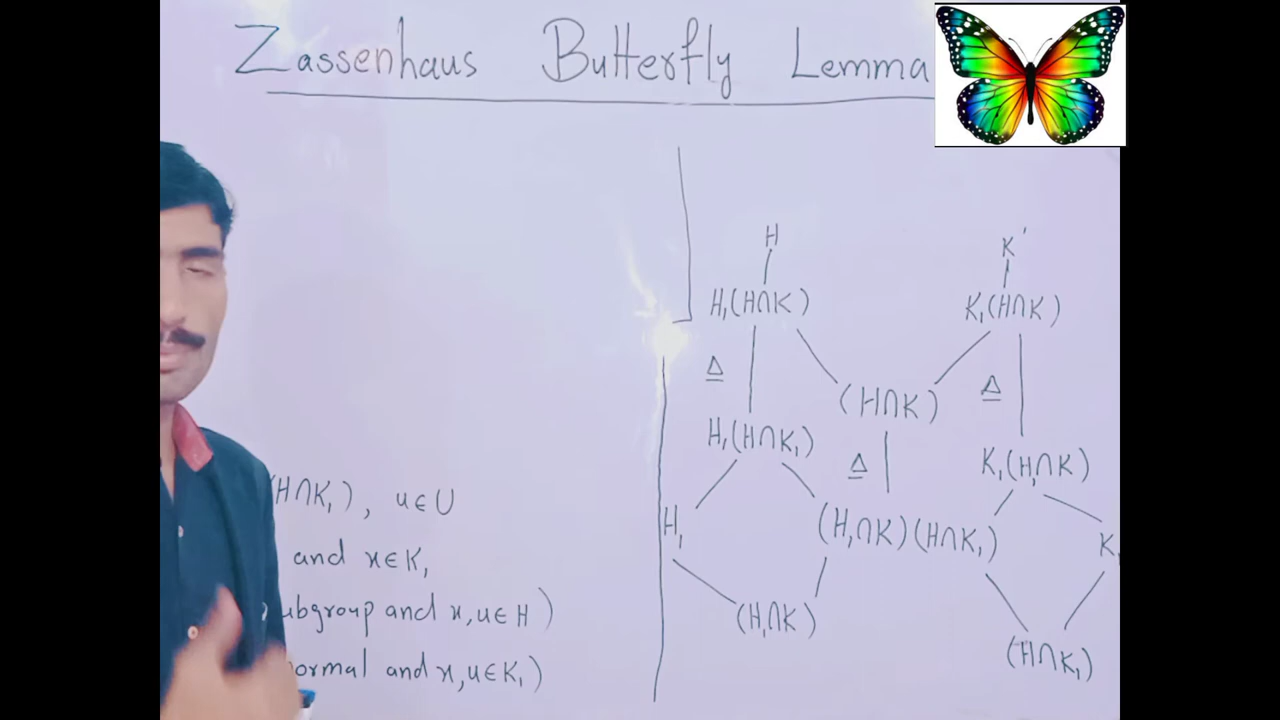 Zassenhaus Butterfly Lemma
H
K'
H₁(H∩K)
K₁(H∩K)
Δ
Δ
(H∩K)
H₁(H∩K₁)
Δ
K₁(H₁∩K)
(H∩K₁), u∈U
H₁
(H₁∩K)(H∩K₁)
K₁
and x∈K₁
ubgroup and x,u∈H)
(H₁∩K)
ormal and x,u∈K₁)
(H∩K₁)